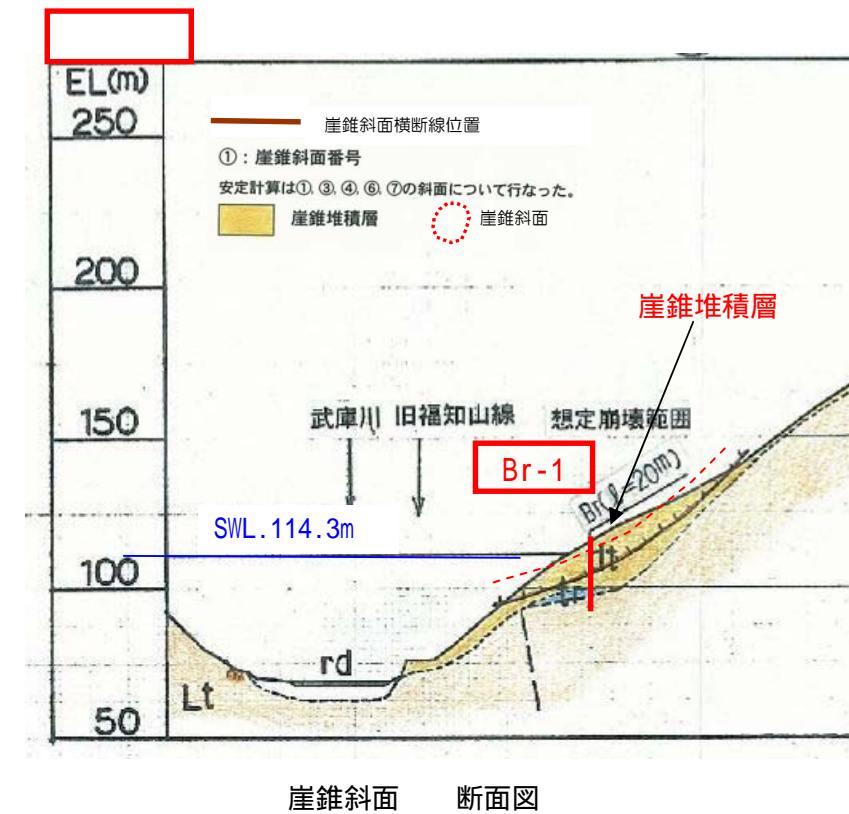 EL(m)
250
200
150
100
50
崖錐斜面横断線位置
①：崖錐斜面番号
安定計算は①,③,④,⑥,⑦の斜面について行なった。
崖錐堆積層
崖錐斜面
崖錐堆積層
武庫川
旧福知山線
想定崩壊範囲
Br-1
Br(ℓ=20m)
SWL.114.3m
lt
tr
rd
Lt
崖錐斜面 断面図